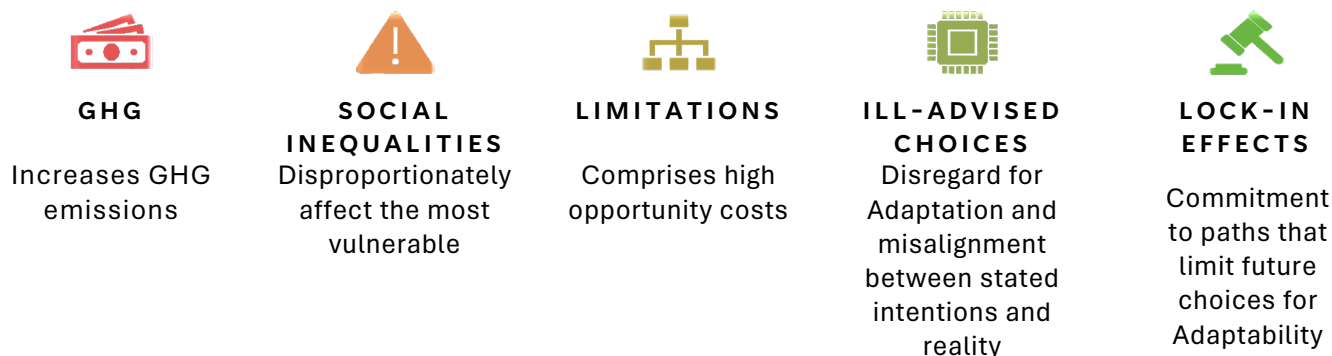 GHG
Increases GHG
emissions
SOCIAL
INEQUALITIES
Disproportionately
affect the most
vulnerable
LIMITATIONS
Comprises high
opportunity costs
ILL-ADVISED
CHOICES
Disregard for
Adaptation and
misalignment
between stated
intentions and
reality
LOCK-IN
EFFECTS
Commitment
to paths that
limit future
choices for
Adaptability